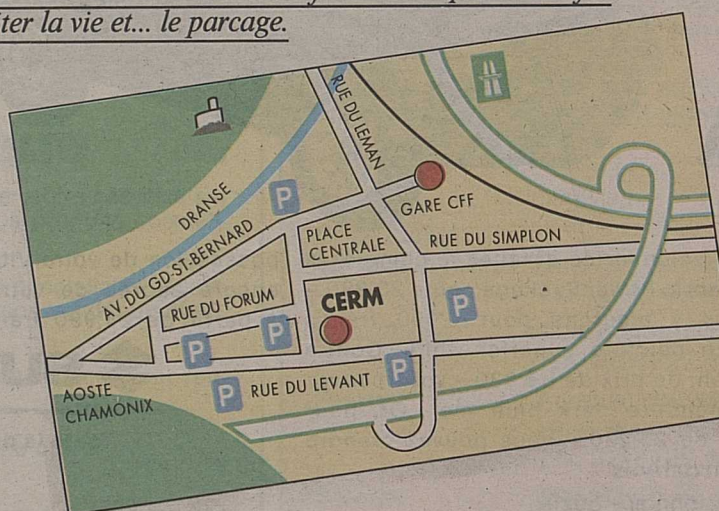 ter la vie et... le parcage.
RUE DU LEMAN
DRANSE
P
GARE CFF
AV. DU GD-ST-BERNARD
PLACE
CENTRALE
RUE DU SIMPLON
RUE DU FORUM
CERM
P
P
P
P
P
RUE DU LEVANT
AOSTE
CHAMONIX